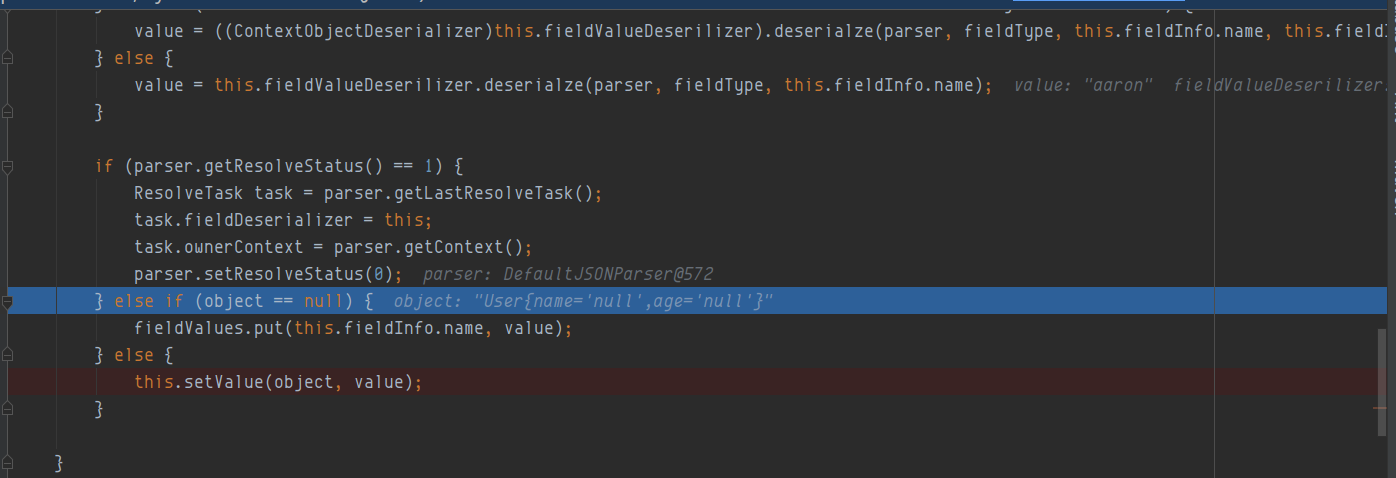 value = ((ContextObjectDeserializer)this.fieldValueDeserilizer).deserialze(parser, fieldType, this.fieldInfo.name, this.fieldI
} else {
value = this.fieldValueDeserilizer.deserialze(parser, fieldType, this.fieldInfo.name); value: "aaron" fieldValueDeserilizer:
}
if (parser.getResolveStatus() == 1) {
ResolveTask task = parser.getLastResolveTask();
task.fieldDeserializer = this;
task.ownerContext = parser.getContext();
parser.setResolveStatus(0); parser: DefaultJSONParser@572
} else if (object == null) { object: "User{name='null',age='null'}"
fieldValues.put(this.fieldInfo.name, value);
} else {
this.setValue(object, value);
}
}